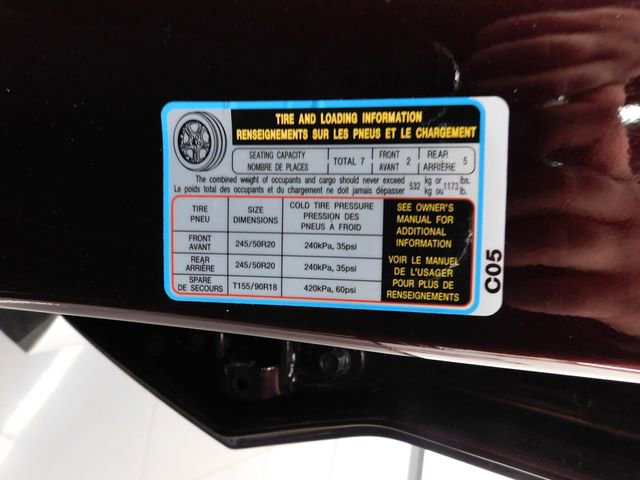 TIRE AND LOADING INFORMATION
RENSEIGNEMENTS SUR LES PNEUS ET LE CHARGEMENT
SEATING CAPACITY
NOMBRE DE PLACES
TOTAL 7
FRONT
AVANT 2
REAR
ARRIÈRE 5
The combined weight of occupants and cargo should never exceed
Le poids total des occupants et du chargement ne doit jamais dépasser
532 kg or 1173 lbs.
kg ou lb.
TIRE
PNEU
SIZE
DIMENSIONS
COLD TIRE PRESSURE
PRESSION DES
PNEUS À FROID
FRONT
AVANT
245/50R20
240kPa, 35psi
REAR
ARRIÈRE
245/50R20
240kPa, 35psi
SPARE
DE SECOURS
T155/90R18
420kPa, 60psi
SEE OWNER'S
MANUAL FOR
ADDITIONAL
INFORMATION
VOIR LE MANUEL
DE L'USAGER
POUR PLUS DE
RENSEIGNEMENTS
C05